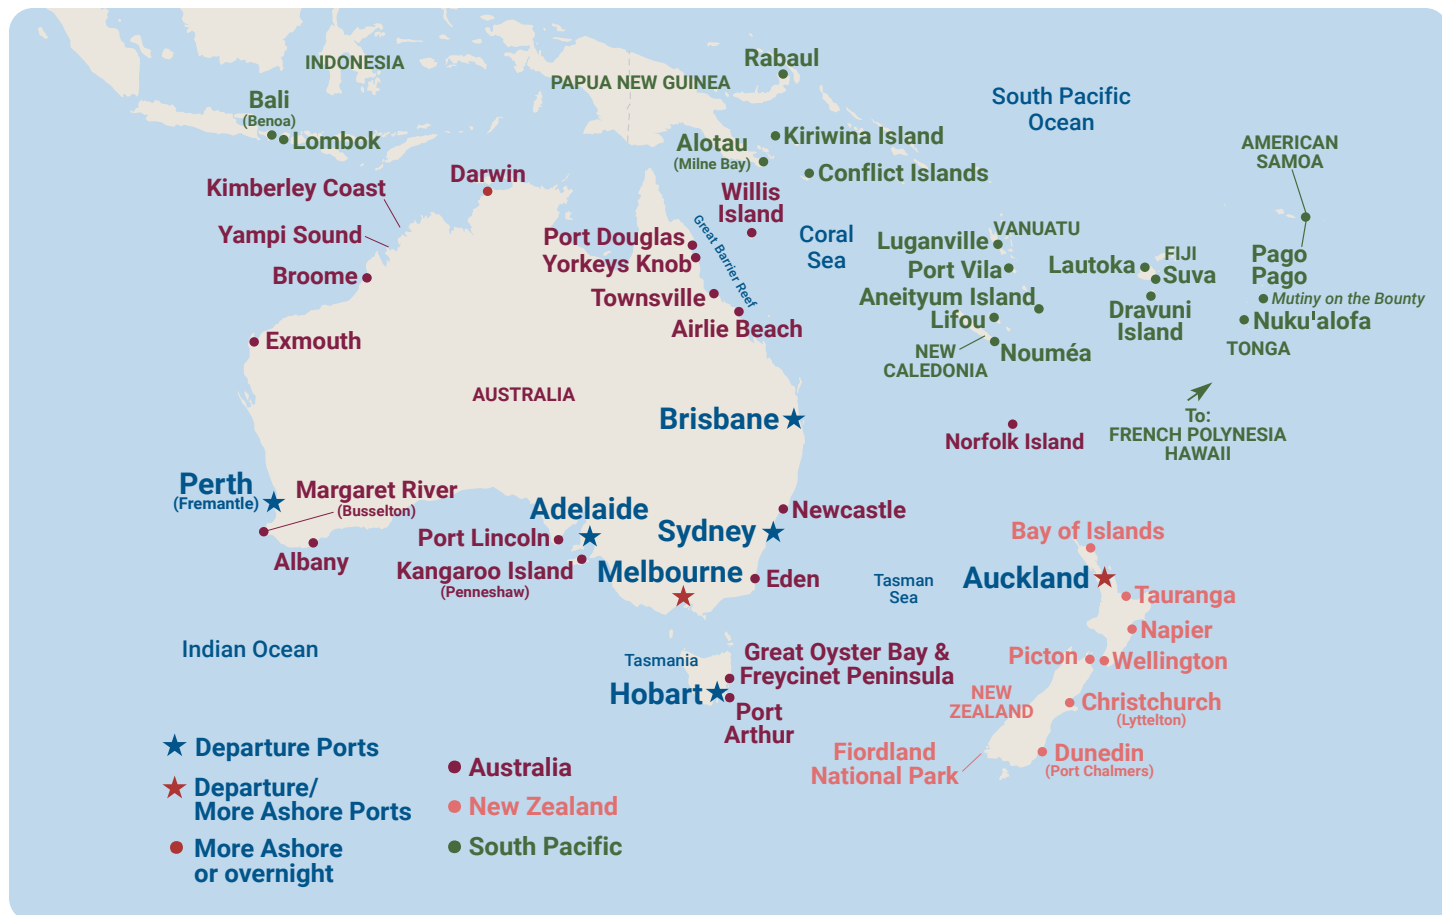 INDONESIA
Bali
(Benoa)
Lombok
PAPUA NEW GUINEA
Rabaul
Alotau
(Milne Bay)
Kiriwina Island
Conflict Islands
South Pacific
Ocean
AMERICAN
SAMOA
Pago
Pago
Mutiny on the Bounty
Nuku'alofa
TONGA
Kimberley Coast
Yampi Sound
Broome
Exmouth
Darwin
Willis
Island
Port Douglas
Yorkeys Knob
Townsville
Airlie Beach
Great Barrier Reef
Coral
Sea
VANUATU
Luganville
Port Vila
Aneityum Island
Lifou
NEW
CALEDONIA
Nouméa
FIJI
Lautoka
Suva
Dravuni
Island
To:
FRENCH POLYNESIA
HAWAII
AUSTRALIA
Brisbane
Norfolk Island
Perth
(Fremantle)
Margaret River
(Busselton)
Albany
Adelaide
Port Lincoln
Kangaroo Island
(Penneshaw)
Sydney
Newcastle
Melbourne
Eden
Tasman
Sea
Indian Ocean
Tasmania
Hobart
Great Oyster Bay &
Freycinet Peninsula
Port
Arthur
Bay of Islands
Auckland
Tauranga
Napier
Picton
Wellington
NEW
ZEALAND
Christchurch
(Lyttelton)
Fiordland
National Park
Dunedin
(Port Chalmers)
Departure Ports
Departure/
More Ashore Ports
More Ashore
or overnight
Australia
New Zealand
South Pacific